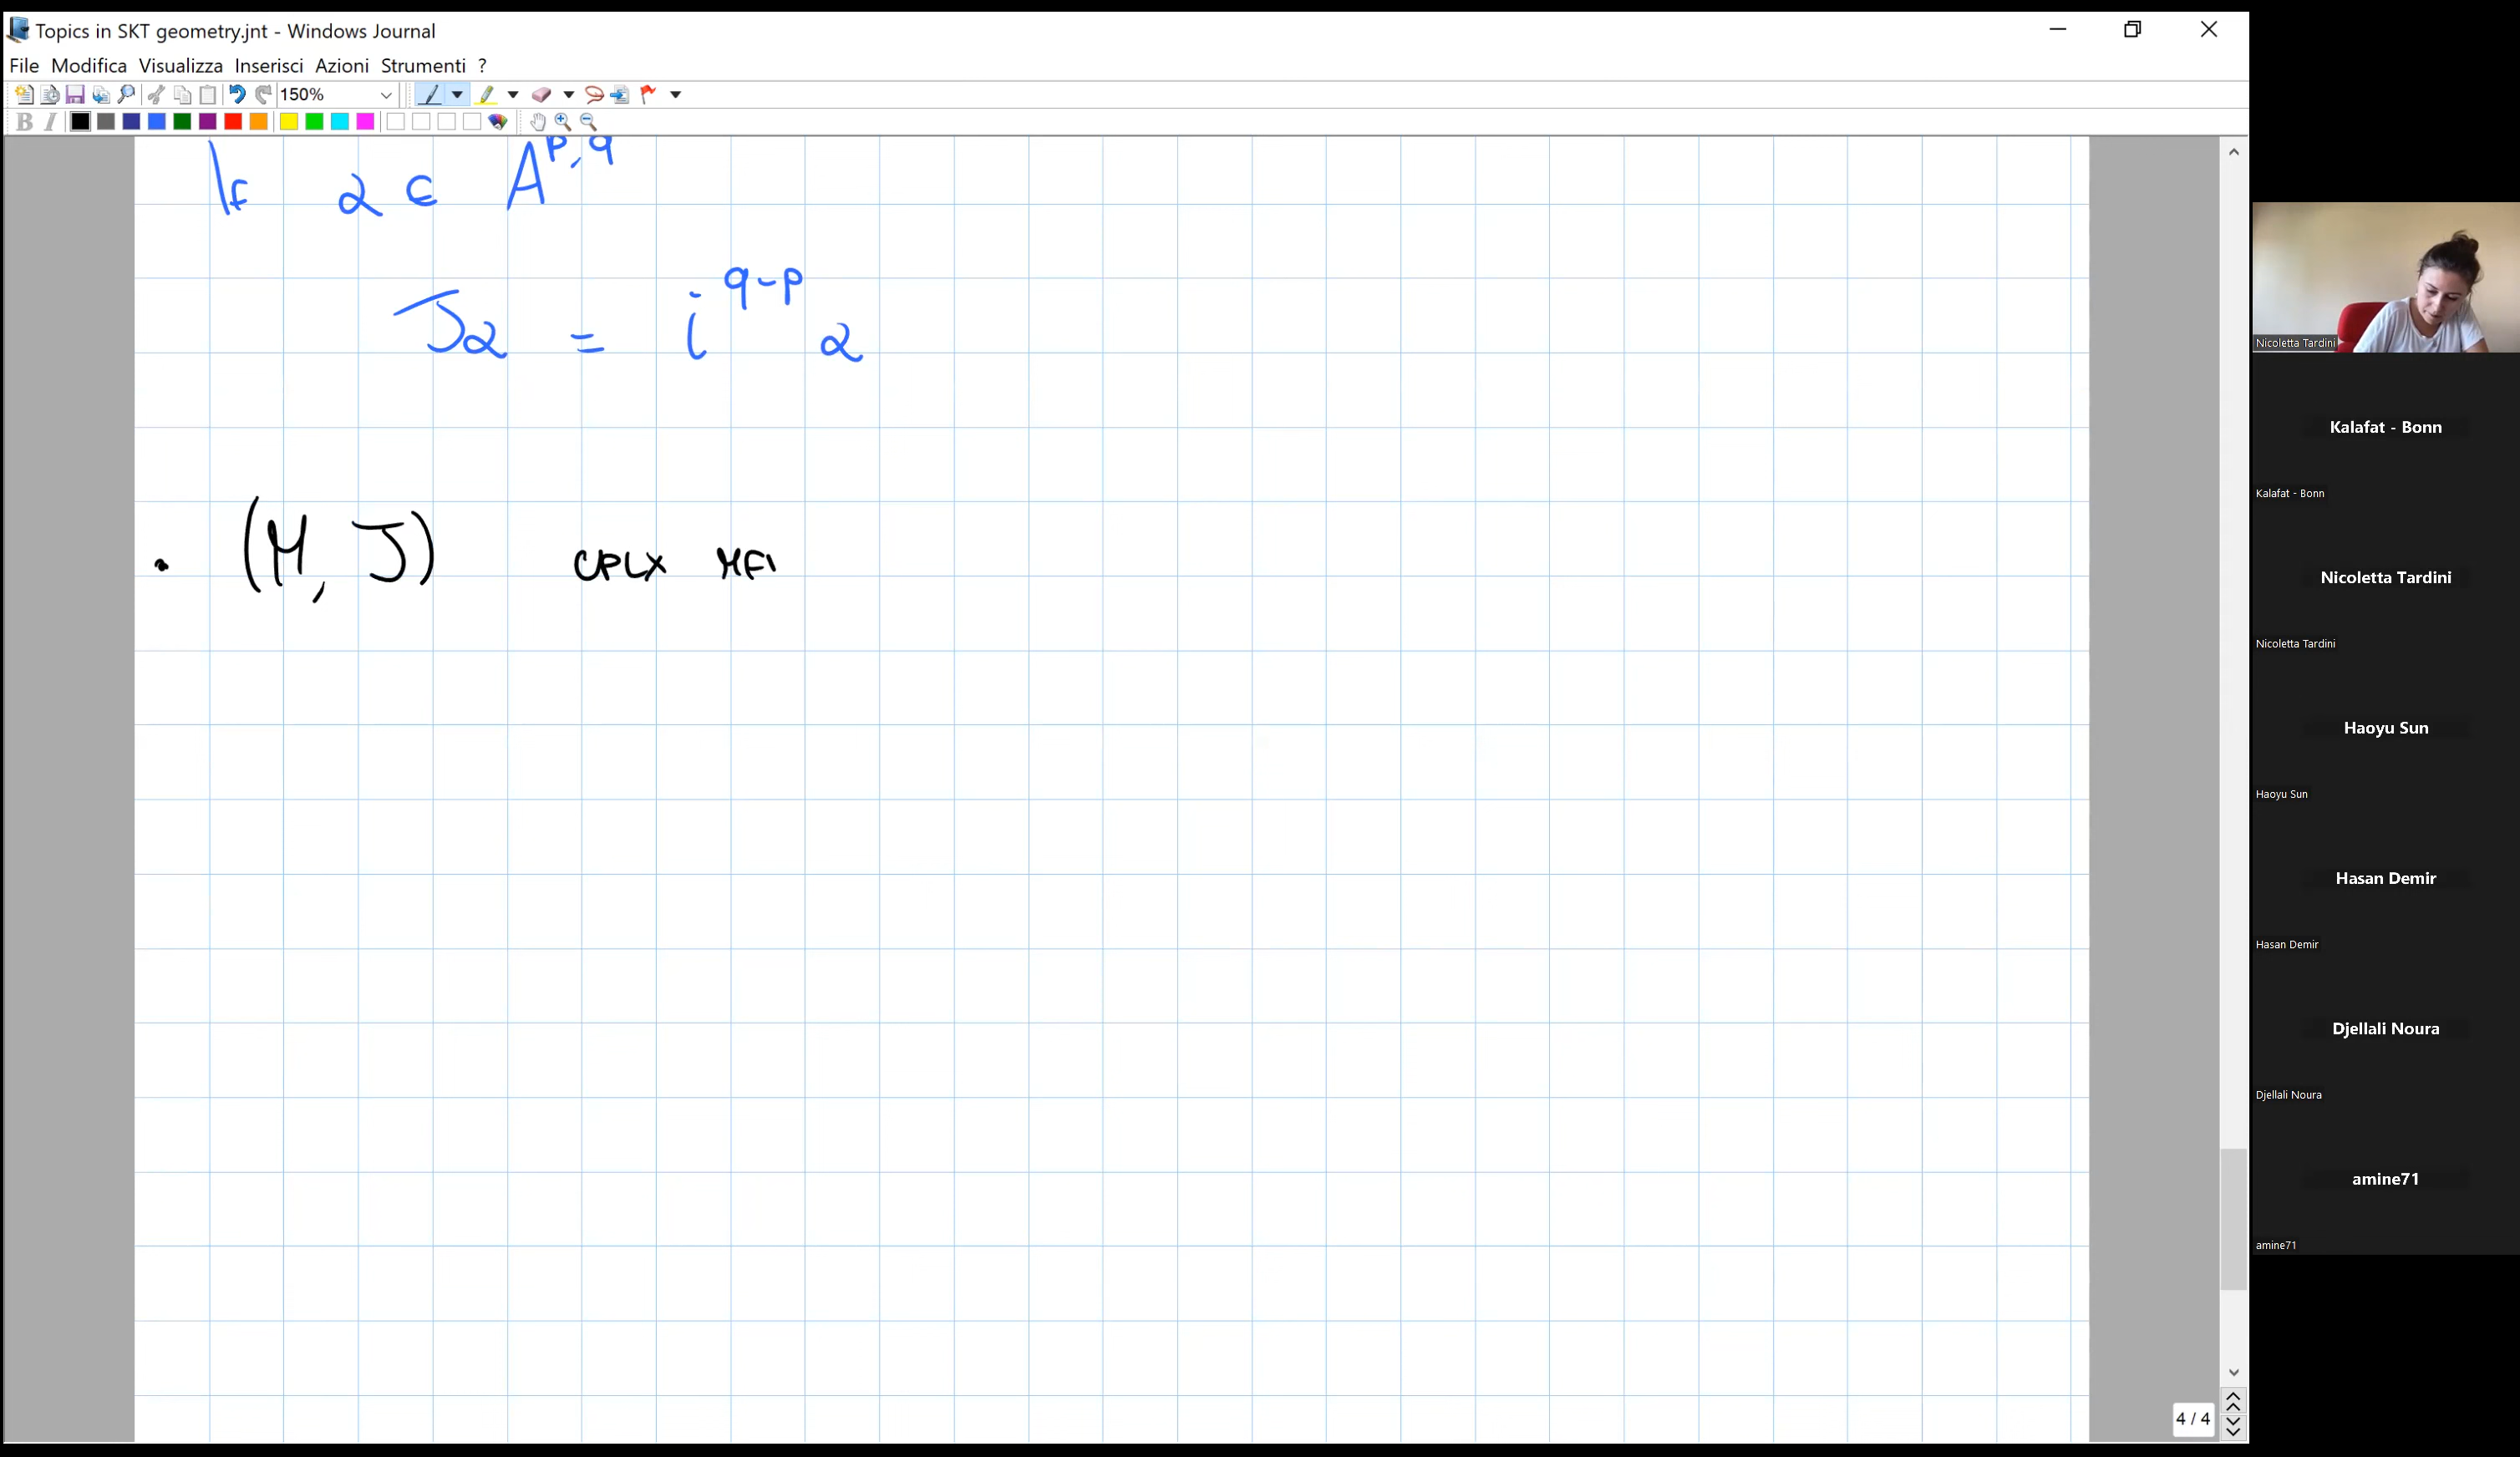 Topics in SKT geometry.jnt - Windows Journal
File Modifica Visualizza Inserisci Azioni Strumenti ?
150%
B I
If α ∈ A^{p,q}
Jα = i^{q-p} α
• (M, J) CPLX MF
4 / 4
Nicoletta Tardini
Kalafat - Bonn
Kalafat - Bonn
Nicoletta Tardini
Nicoletta Tardini
Haoyu Sun
Haoyu Sun
Hasan Demir
Hasan Demir
Djellali Noura
Djellali Noura
amine71
amine71